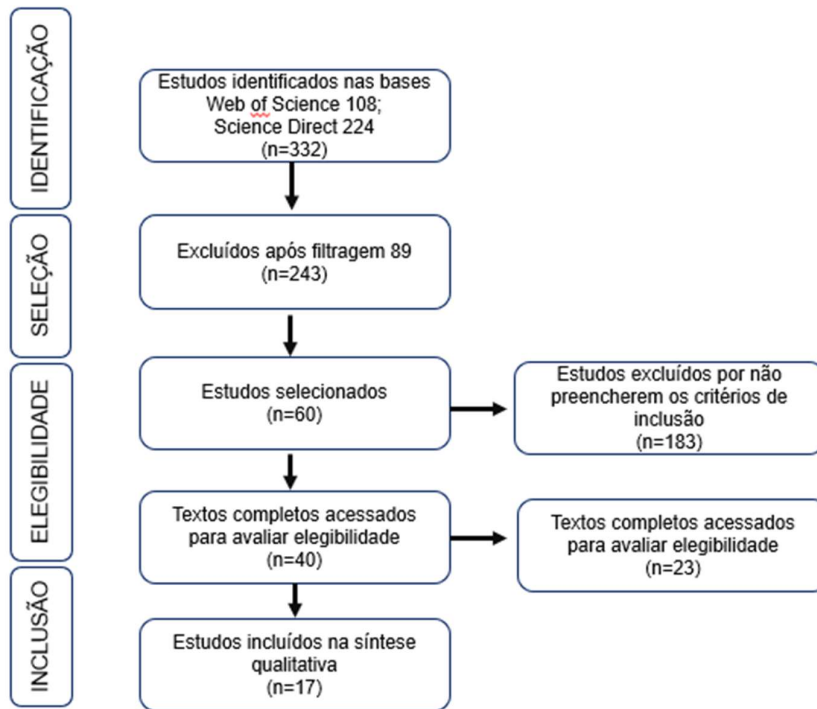 IDENTIFICAÇÃO
Estudos identificados nas bases
Web of Science 108;
Science Direct 224
(n=332)
SELEÇÃO
Excluídos após filtragem 89
(n=243)
ELEGIBILIDADE
Estudos selecionados
(n=60)
Estudos excluídos por não
preencherem os critérios de
inclusão
(n=183)
Textos completos acessados
para avaliar elegibilidade
(n=40)
Textos completos acessados
para avaliar elegibilidade
(n=23)
INCLUSÃO
Estudos incluídos na síntese
qualitativa
(n=17)